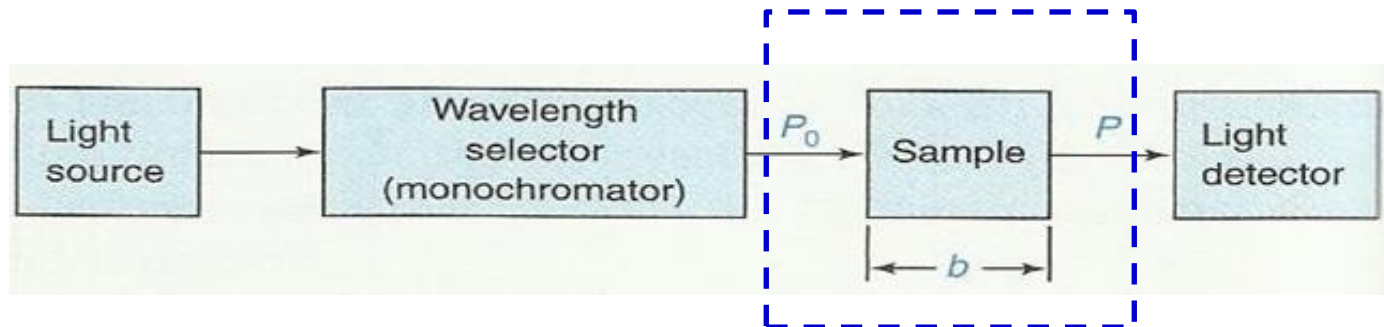 Light
source
Wavelength
selector
(monochromator)
P₀
Sample
b
P
Light
detector